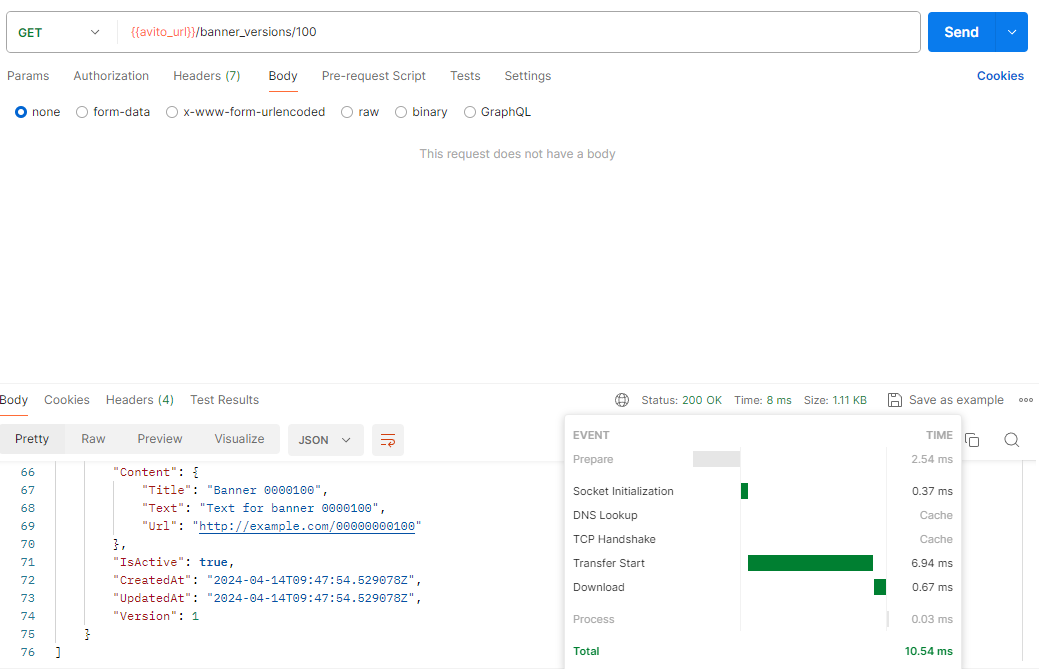 GET {{avito_url}}/banner_versions/100 Send
Params Authorization Headers (7) Body Pre-request Script Tests Settings Cookies
none form-data x-www-form-urlencoded raw binary GraphQL
This request does not have a body
Body Cookies Headers (4) Test Results Status: 200 OK Time: 8 ms Size: 1.11 KB Save as example
Pretty Raw Preview Visualize JSON
66 "Content": {
67 "Title": "Banner 0000100",
68 "Text": "Text for banner 0000100",
69 "Url": "http://example.com/00000000100"
70 },
71 "IsActive": true,
72 "CreatedAt": "2024-04-14T09:47:54.529078Z",
73 "UpdatedAt": "2024-04-14T09:47:54.529078Z",
74 "Version": 1
75 }
76 ]
EVENT TIME
Prepare 2.54 ms
Socket Initialization 0.37 ms
DNS Lookup Cache
TCP Handshake Cache
Transfer Start 6.94 ms
Download 0.67 ms
Process 0.03 ms
Total 10.54 ms